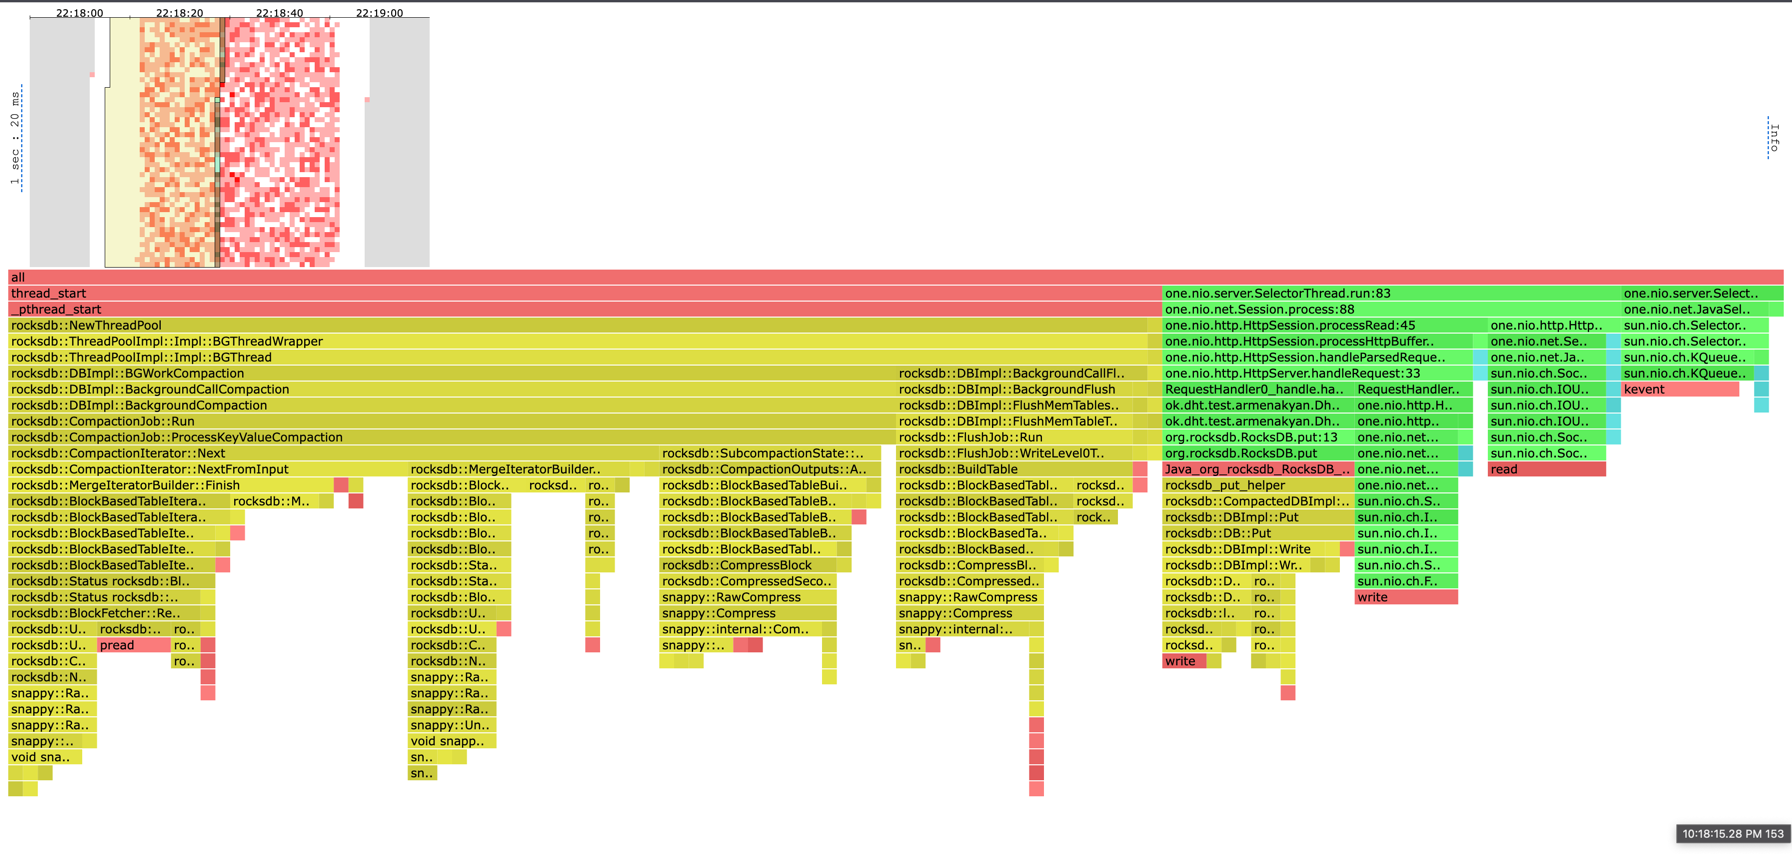 22:18:00 22:18:20 22:18:40 22:19:00
1 sec : 20 ms
Info
all
thread_start one.nio.server.SelectorThread.run:83 one.nio.server.Select..
_pthread_start one.nio.net.Session.process:88 one.nio.net.JavaSel..
rocksdb::NewThreadPool one.nio.http.HttpSession.processRead:45 one.nio.http.Http.. sun.nio.ch.Selector..
rocksdb::ThreadPoolImpl::Impl::BGThreadWrapper one.nio.http.HttpSession.processHttpBuffer.. one.nio.net.Se.. sun.nio.ch.Selector..
rocksdb::ThreadPoolImpl::Impl::BGThread one.nio.http.HttpSession.handleParsedReque.. one.nio.net.Ja.. sun.nio.ch.KQueue..
rocksdb::DBImpl::BGWorkCompaction rocksdb::DBImpl::BackgroundCallFl.. one.nio.http.HttpServer.handleRequest:33 sun.nio.ch.Soc.. sun.nio.ch.KQueue..
rocksdb::DBImpl::BackgroundCallCompaction rocksdb::DBImpl::BackgroundFlush RequestHandler0_handle.ha.. RequestHandler.. sun.nio.ch.IOU.. kevent
rocksdb::DBImpl::BackgroundCompaction rocksdb::DBImpl::FlushMemTables.. ok.dht.test.armenakyan.Dh.. one.nio.http.H.. sun.nio.ch.IOU..
rocksdb::CompactionJob::Run rocksdb::DBImpl::FlushMemTableT.. ok.dht.test.armenakyan.Dh.. one.nio.http.. sun.nio.ch.IOU..
rocksdb::CompactionJob::ProcessKeyValueCompaction rocksdb::FlushJob::Run org.rocksdb.RocksDB.put:13 one.nio.net... sun.nio.ch.Soc..
rocksdb::CompactionIterator::Next rocksdb::SubcompactionState::.. rocksdb::FlushJob::WriteLevel0T.. org.rocksdb.RocksDB.put one.nio.net... sun.nio.ch.Soc..
rocksdb::CompactionIterator::NextFromInput rocksdb::MergeIteratorBuilder.. rocksdb::CompactionOutputs::A.. rocksdb::BuildTable Java_org_rocksdb_RocksDB_.. one.nio.net... read
rocksdb::MergeIteratorBuilder::Finish rocksdb::Block.. rocksd.. ro.. rocksdb::BlockBasedTableBui.. rocksdb::BlockBasedTabl.. rocksd.. rocksdb_put_helper one.nio.net...
rocksdb::BlockBasedTableItera.. rocksdb::M.. rocksdb::Blo.. ro.. rocksdb::BlockBasedTableB.. rocksdb::BlockBasedTabl.. rocksd.. rocksdb::CompactedDBImpl:.. sun.nio.ch.S..
rocksdb::BlockBasedTableItera.. rocksdb::Blo.. ro.. rocksdb::BlockBasedTableB.. rocksdb::BlockBasedTabl.. rock.. rocksdb::DBImpl::Put sun.nio.ch.I..
rocksdb::BlockBasedTableIte.. rocksdb::Blo.. ro.. rocksdb::BlockBasedTableB.. rocksdb::BlockBasedTa.. rocksdb::DB::Put sun.nio.ch.I..
rocksdb::BlockBasedTableIte.. rocksdb::Blo.. ro.. rocksdb::BlockBasedTabl.. rocksdb::BlockBased.. rocksdb::DBImpl::Write sun.nio.ch.I..
rocksdb::BlockBasedTableIte.. rocksdb::Sta.. rocksdb::CompressBlock rocksdb::CompressBl.. rocksdb::DBImpl::Wr.. sun.nio.ch.S..
rocksdb::Status rocksdb::Bl.. rocksdb::Sta.. rocksdb::CompressedSeco.. rocksdb::Compressed.. rocksdb::D.. ro.. sun.nio.ch.F..
rocksdb::Status rocksdb::.. rocksdb::Blo.. snappy::RawCompress snappy::RawCompress rocksdb::D.. ro.. write
rocksdb::BlockFetcher::Re.. rocksdb::U.. snappy::Compress snappy::Compress rocksdb::I.. ro..
rocksdb::U.. rocksdb:.. ro.. rocksdb::U.. snappy::internal::Com.. snappy::internal:.. rocksd.. ro..
rocksdb::U.. pread ro.. rocksdb::C.. snappy::.. sn.. rocksd.. ro..
rocksdb::C.. ro.. rocksdb::N.. write
rocksdb::N.. snappy::Ra..
snappy::Ra.. snappy::Ra..
snappy::Ra.. snappy::Ra..
snappy::Ra.. snappy::Un..
snappy::.. void snapp..
void sna.. sn..
sn..
10:18:15.28 PM 153